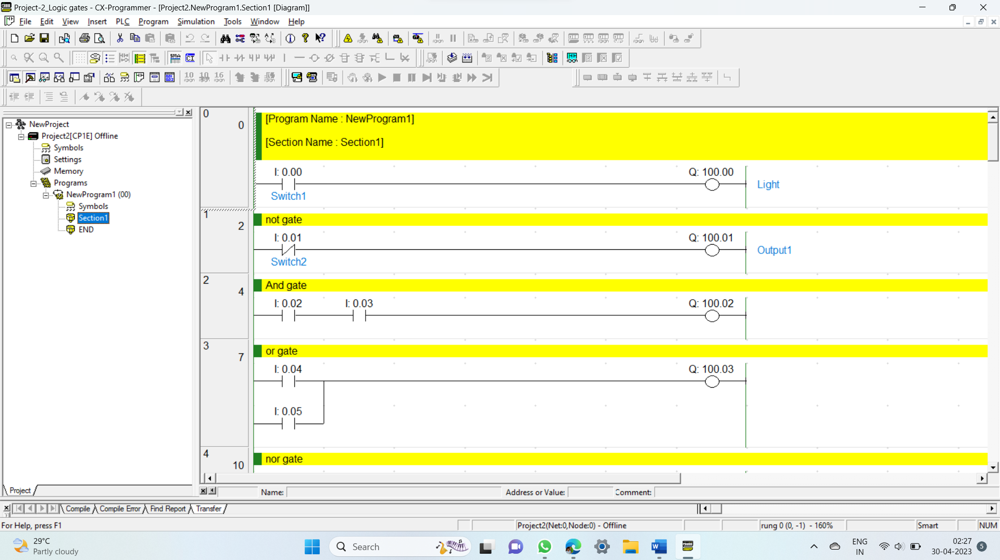 Project-2_Logic gates - CX-Programmer - [Project2.NewProgram1.Section1 [Diagram]]
File Edit View Insert PLC Program Simulation Tools Window Help
SMA CI
10 10 16
NewProject
Project2[CP1E] Offline
Symbols
Settings
Memory
Programs
NewProgram1 (00)
Symbols
Section1
END
Project
0
0
[Program Name : NewProgram1]
[Section Name : Section1]
I: 0.00 Q: 100.00
Light
Switch1
1
2
not gate
I: 0.01 Q: 100.01
Output1
Switch2
2
4
And gate
I: 0.02 I: 0.03 Q: 100.02
3
7
or gate
I: 0.04 Q: 100.03
I: 0.05
4
10
nor gate
Name: Address or Value: Comment:
Compile Compile Error Find Report Transfer
For Help, press F1 Project2(Net:0,Node:0) - Offline rung 0 (0, -1) - 160% Smart NUM
29°C
Partly cloudy
Search
ENG
IN
02:27
30-04-2023
5